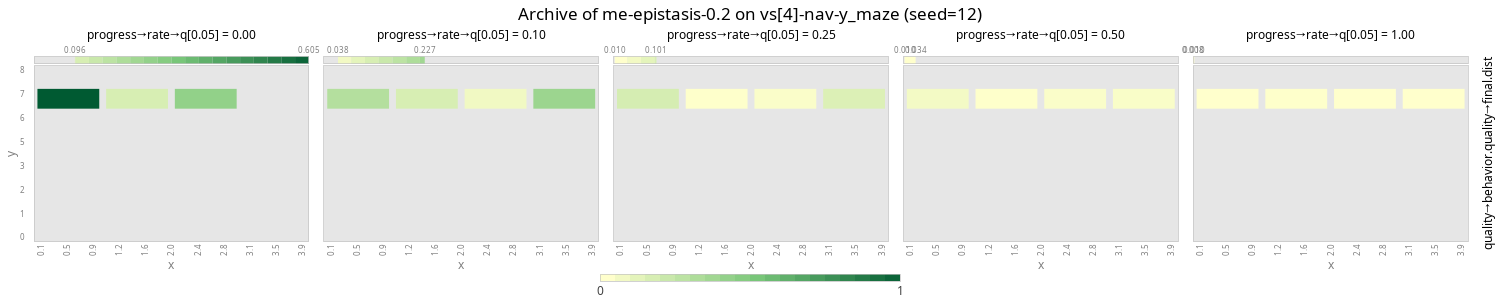 Archive of me-epistasis-0.2 on vs[4]-nav-y_maze (seed=12)
progress→rate→q[0.05] = 0.00
progress→rate→q[0.05] = 0.10
progress→rate→q[0.05] = 0.25
progress→rate→q[0.05] = 0.50
progress→rate→q[0.05] = 1.00
0.096 0.605
0.038 0.227
0.010 0.101
8
7
6
5
3
2
1
0
y
0.1 0.5 0.9 1.2 1.6 2.0 2.4 2.8 3.1 3.5 3.9
0.1 0.5 0.9 1.2 1.6 2.0 2.4 2.8 3.1 3.5 3.9
0.1 0.5 0.9 1.2 1.6 2.0 2.4 2.8 3.1 3.5 3.9
0.1 0.5 0.9 1.2 1.6 2.0 2.4 2.8 3.1 3.5 3.9
0.1 0.5 0.9 1.2 1.6 2.0 2.4 2.8 3.1 3.5 3.9
x
x
x
x
x
quality→behavior.quality→final.dist
0 1